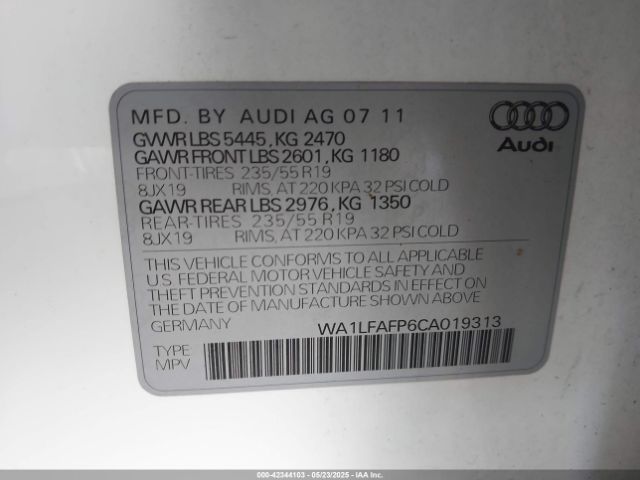 MFD. BY AUDI AG 07 11
GVWR LBS 5445, KG 2470
GAWR FRONT LBS 2601, KG 1180
FRONT-TIRES 235/55 R19
8JX19 RIMS, AT 220 KPA 32 PSI COLD
GAWR REAR LBS 2976, KG 1350
REAR-TIRES 235/55 R19
8JX19 RIMS, AT 220 KPA 32 PSI COLD
Audi
THIS VEHICLE CONFORMS TO ALL APPLICABLE
U S FEDERAL MOTOR VEHICLE SAFETY AND
THEFT PREVENTION STANDARDS IN EFFECT ON
THE DATE OF MANUFACTURE SHOWN ABOVE
GERMANY WA1LFAFP6CA019313
TYPE
MPV
000-42344103 - 05/23/2025 - IAA Inc.